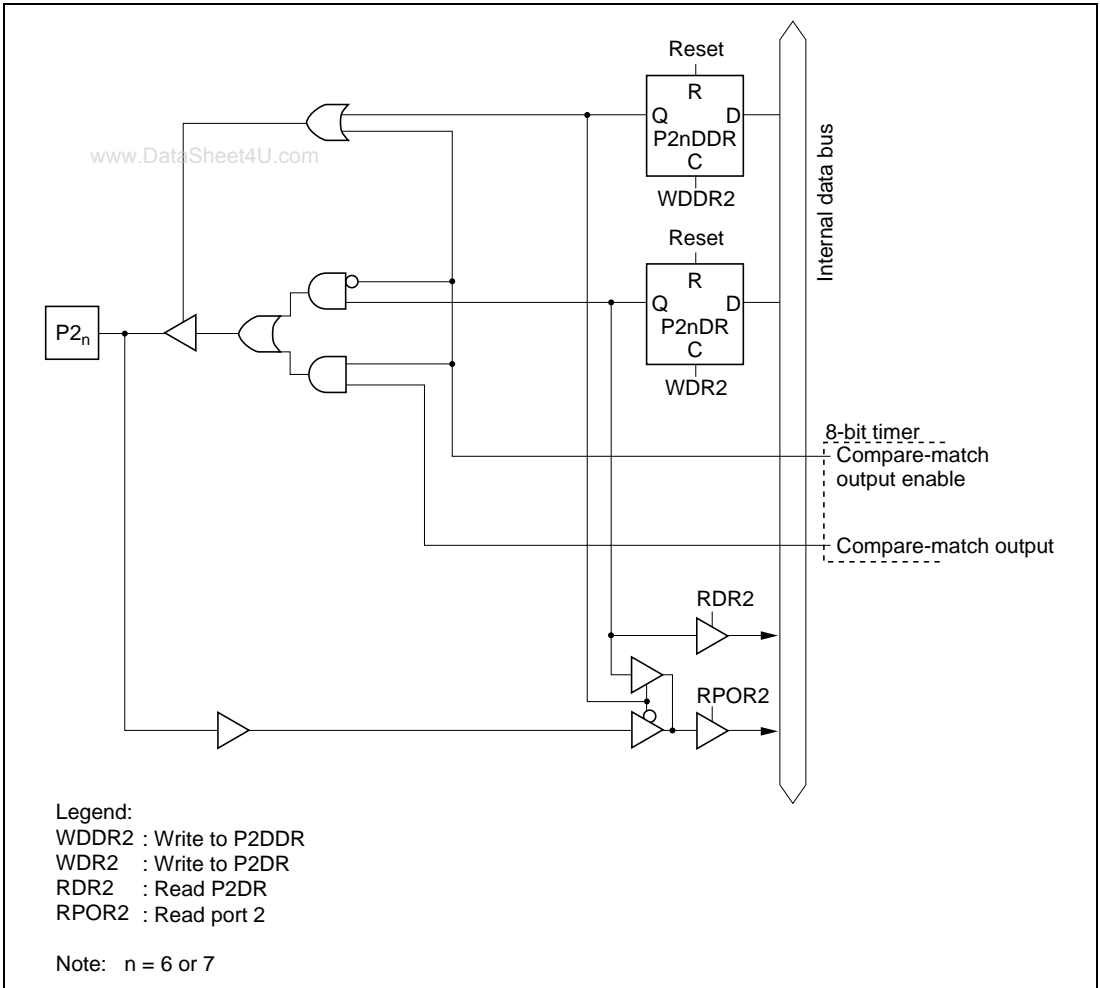 Reset
R
Q D
P2nDDR
C
WDDR2
www.DataSheet4U.com
Internal data bus
Reset
R
Q D
P2nDR
C
WDR2
P2n
8-bit timer
Compare-match
output enable
Compare-match output
RDR2
RPOR2
Legend:
WDDR2 : Write to P2DDR
WDR2 : Write to P2DR
RDR2 : Read P2DR
RPOR2 : Read port 2
Note: n = 6 or 7